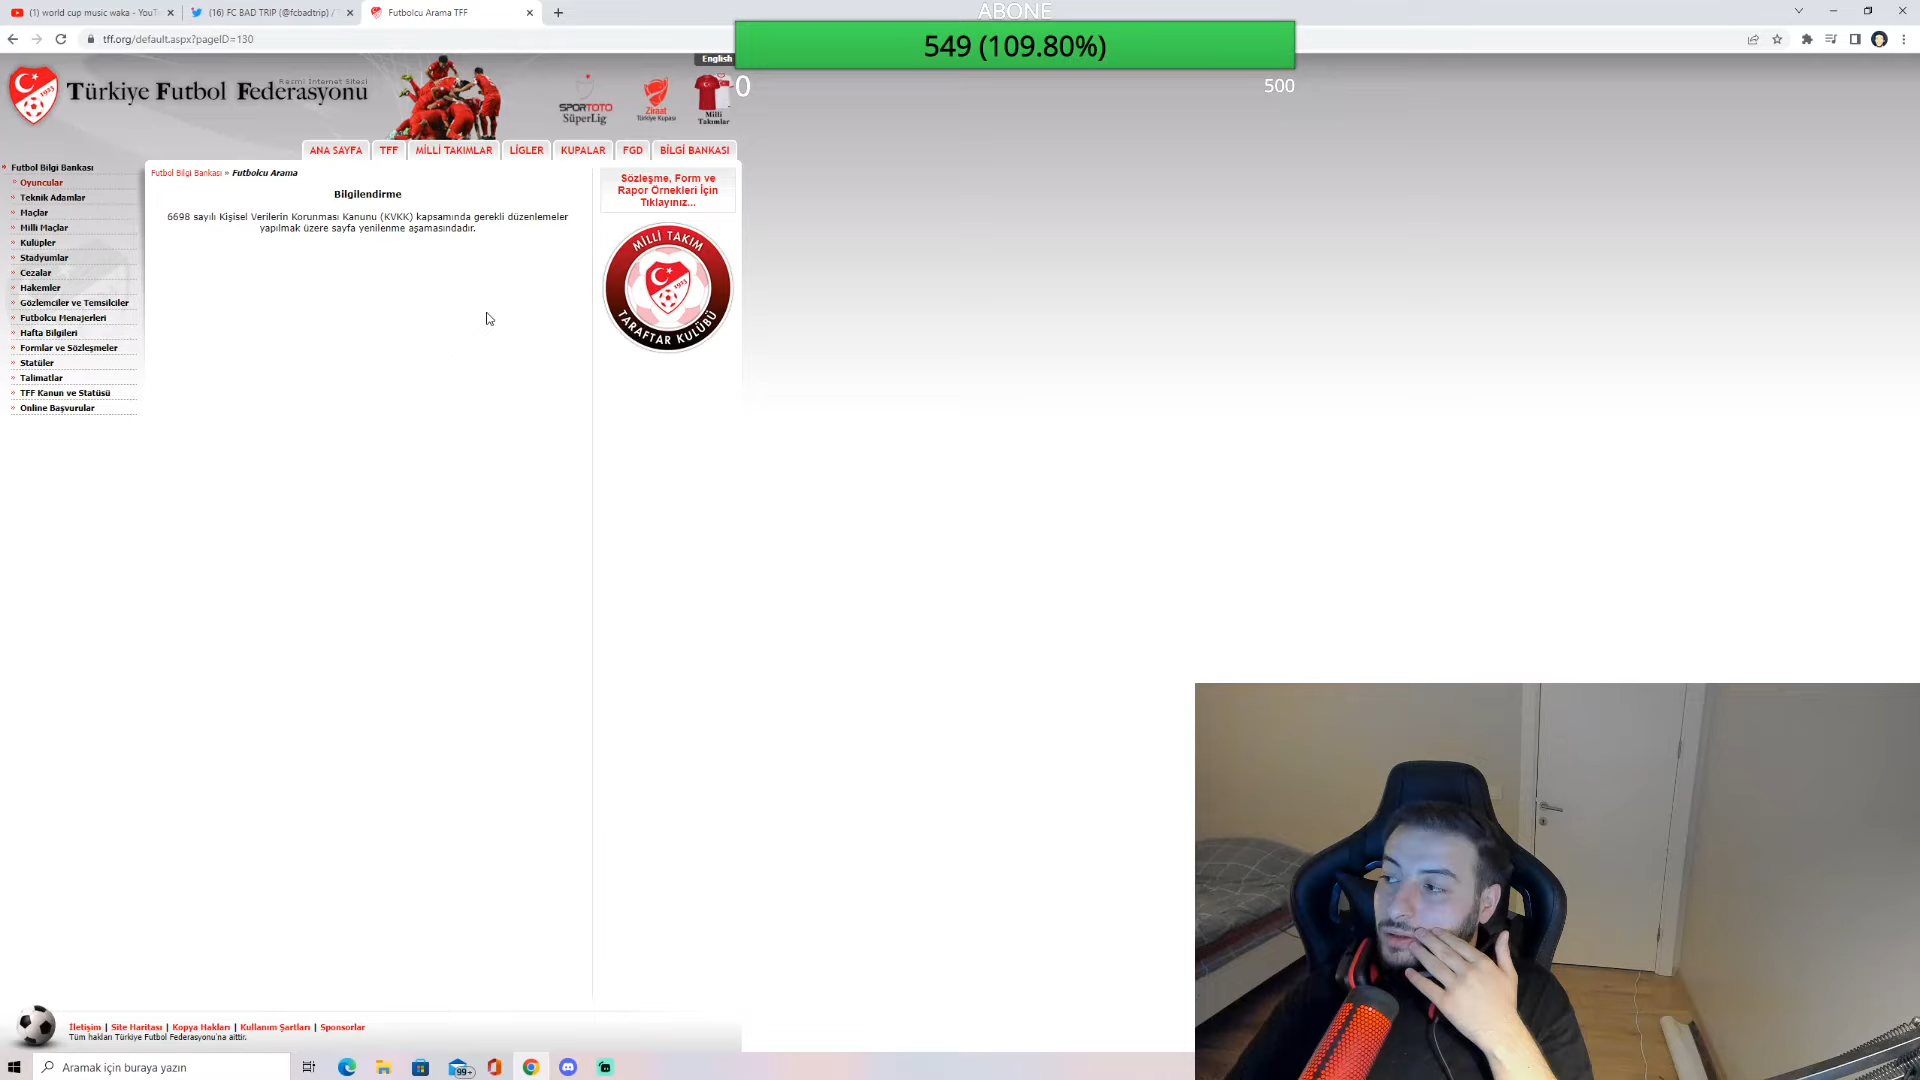 (1) world cup music waka - YouT
(16) FC BAD TRIP (@fcbadtrip) / T
Futbolcu Arama TFF
tff.org/default.aspx?pageID=130
ABONE
549 (109.80%)
0
500
English
Resmi İnternet Sitesi
Türkiye Futbol Federasyonu
SPORTOTO
SüperLig
Ziraat
Türkiye Kupası
Milli
Takımlar
ANA SAYFA
TFF
MİLLİ TAKIMLAR
LİGLER
KUPALAR
FGD
BİLGİ BANKASI
Futbol Bilgi Bankası
Oyuncular
Teknik Adamlar
Maçlar
Milli Maçlar
Kulüpler
Stadyumlar
Cezalar
Hakemler
Gözlemciler ve Temsilciler
Futbolcu Menajerleri
Hafta Bilgileri
Formlar ve Sözleşmeler
Statüler
Talimatlar
TFF Kanun ve Statüsü
Online Başvurular
Futbol Bilgi Bankası » Futbolcu Arama
Bilgilendirme
6698 sayılı Kişisel Verilerin Korunması Kanunu (KVKK) kapsamında gerekli düzenlemeler
yapılmak üzere sayfa yenilenme aşamasındadır.
Sözleşme, Form ve
Rapor Örnekleri İçin
Tıklayınız...
MİLLİ TAKIM
1923
TARAFTAR KULÜBÜ
İletişim | Site Haritası | Kopya Hakları | Kullanım Şartları | Sponsorlar
Tüm hakları Türkiye Futbol Federasyonu'na aittir.
Aramak için buraya yazın
99+